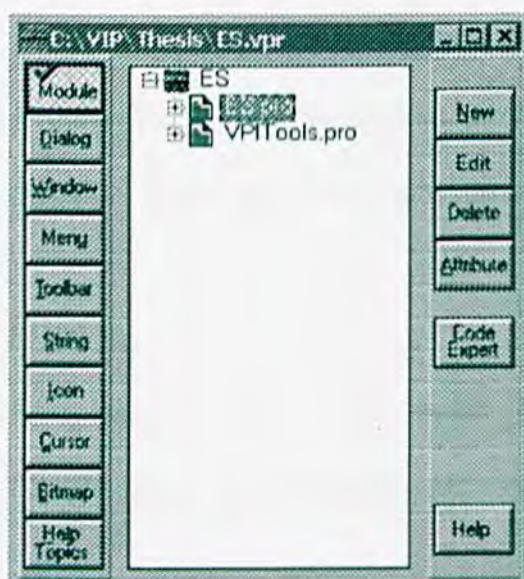 C:\VIP\Thesis\ES.vpr
Module
Dialog
Window
Menu
Toolbar
String
Icon
Cursor
Bitmap
Help Topics
ES
VPITools.pro
New
Edit
Delete
Attribute
Code Expert
Help